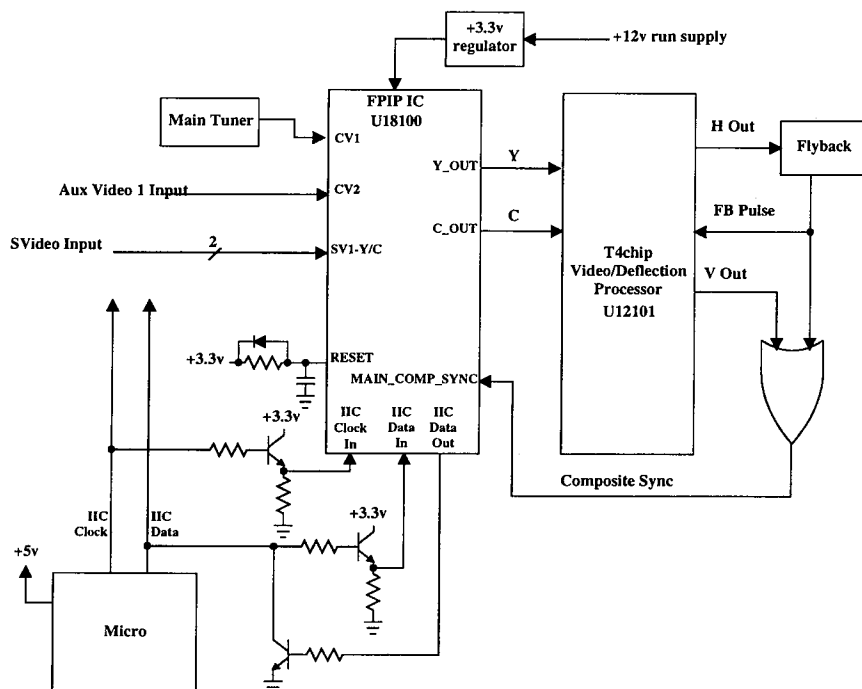 +3.3v
regulator
+12v run supply
FPIP IC
U18100
Main Tuner
CV1
H Out
Flyback
Y_OUT
Y
Aux Video 1 Input
CV2
C_OUT
C
FB Pulse
SVideo Input
2
SV1-Y/C
T4chip
Video/Deflection
Processor
U12101
V Out
+3.3v
RESET
MAIN_COMP_SYNC
+3.3v
IIC
Clock
In
IIC
Data
In
IIC
Data
Out
Composite Sync
IIC
Clock
IIC
Data
+3.3v
+5v
Micro